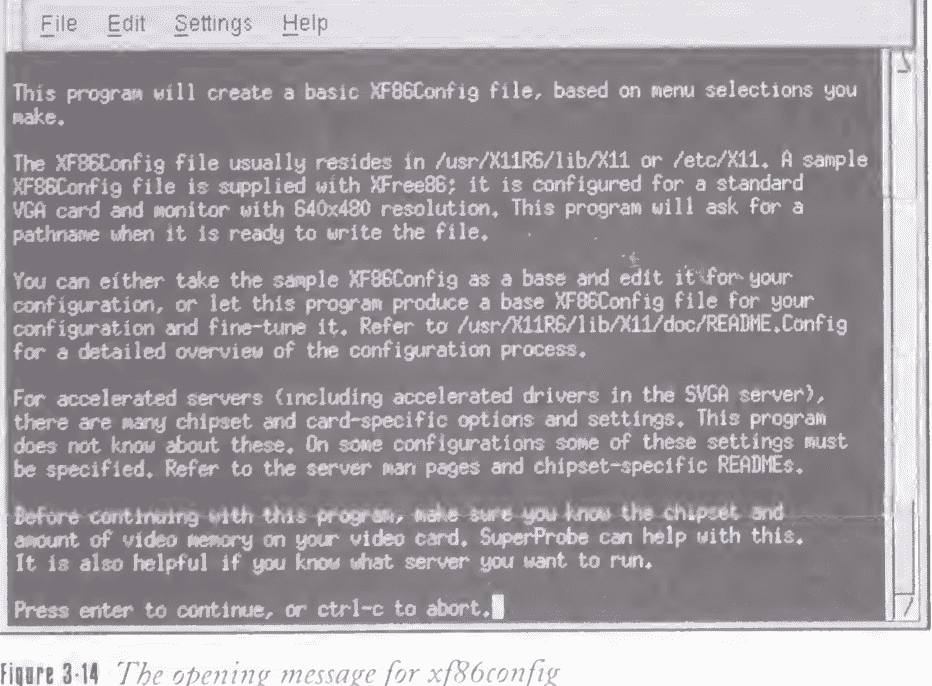 File Edit Settings Help
This program will create a basic XF86Config file, based on menu selections you
make.
The XF86Config file usually resides in /usr/X11R6/lib/X11 or /etc/X11. A sample
XF86Config file is supplied with XFree86; it is configured for a standard
VGA card and monitor with 640x480 resolution. This program will ask for a
pathname when it is ready to write the file.
You can either take the sample XF86Config as a base and edit it for your
configuration, or let this program produce a base XF86Config file for your
configuration and fine-tune it. Refer to /usr/X11R6/lib/X11/doc/README.Config
for a detailed overview of the configuration process.
For accelerated servers (including accelerated drivers in the SVGA server),
there are many chipset and card-specific options and settings. This program
does not know about these. On some configurations some of these settings must
be specified. Refer to the server man pages and chipset-specific READMEs.
Before continuing with this program, make sure you know the chipset and
amount of video memory on your video card. SuperProbe can help with this.
It is also helpful if you know what server you want to run.
Press enter to continue, or ctrl-c to abort.
Figure 3-14 The opening message for xf86config